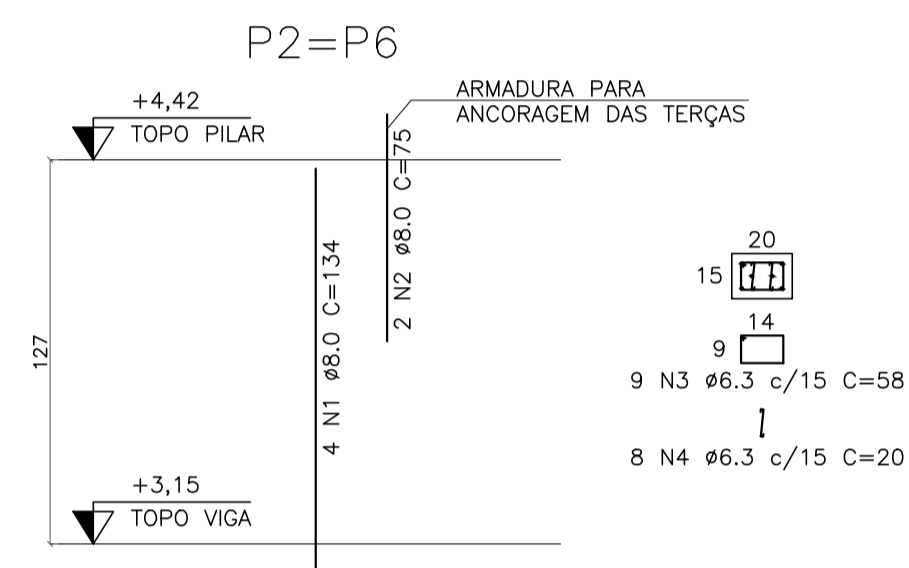 P2=P6
+4,42
TOPO PILAR
ARMADURA PARA
ANCORAGEM DAS TERÇAS
127
4 N1 ø8.0 C=134
2 N2 ø8.0 C=75
20
15
14
9
9 N3 ø6.3 c/15 C=58
8 N4 ø6.3 c/15 C=20
+3,15
TOPO VIGA